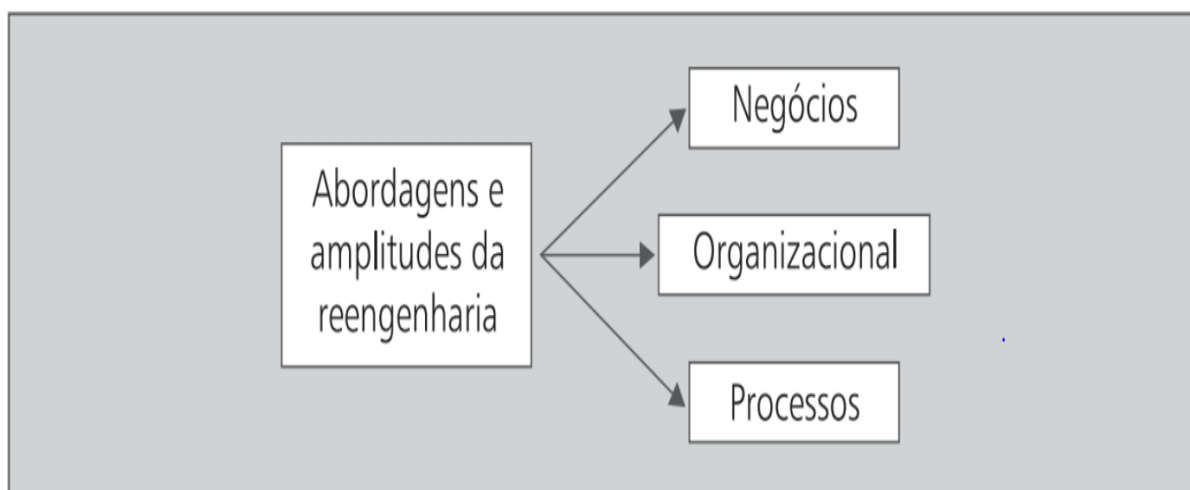 Abordagens e
amplitudes da
reengenharia
Negócios
Organizacional
Processos